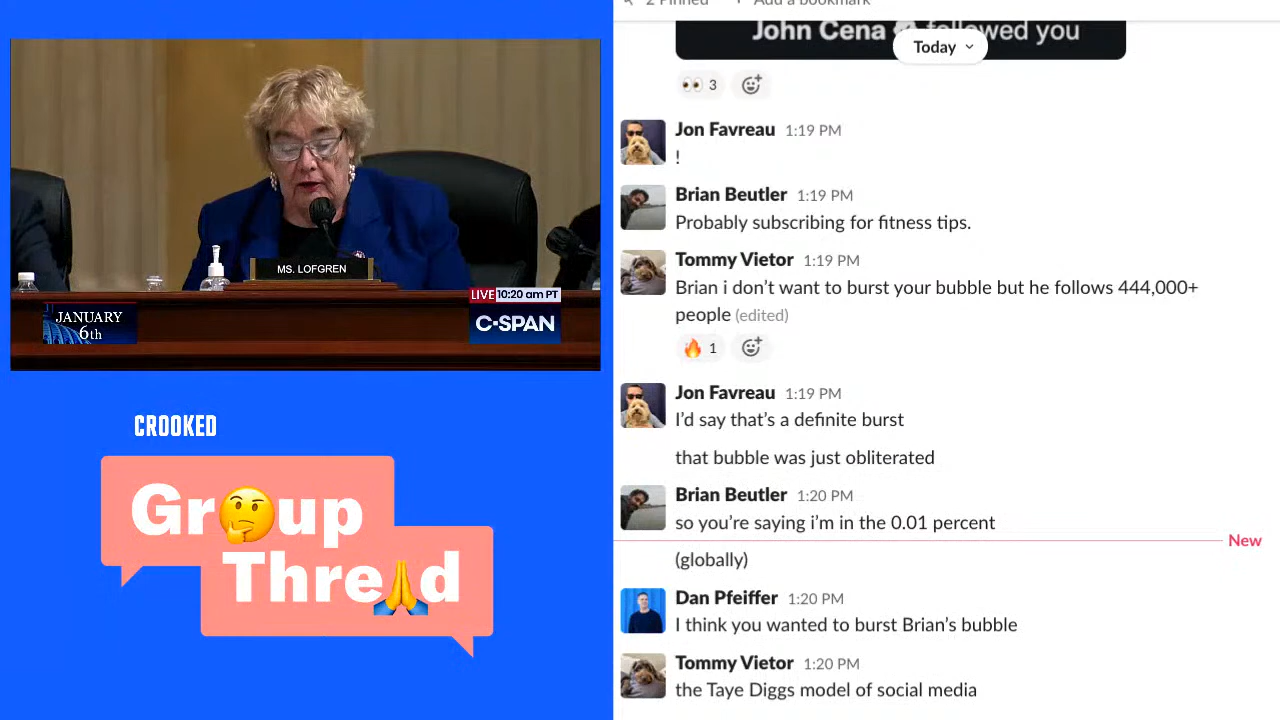 MS. LOFGREN
LIVE 10:20 am PT
JANUARY
6th
C-SPAN
CROOKED
Gr🤔up
Thre🙏d
2 Pinned + Add a bookmark
John Cena followed you
Today
👀 3
Jon Favreau 1:19 PM
!
Brian Beutler 1:19 PM
Probably subscribing for fitness tips.
Tommy Vietor 1:19 PM
Brian i don’t want to burst your bubble but he follows 444,000+
people (edited)
🔥 1
Jon Favreau 1:19 PM
I’d say that’s a definite burst
that bubble was just obliterated
Brian Beutler 1:20 PM
so you’re saying i’m in the 0.01 percent
New
(globally)
Dan Pfeiffer 1:20 PM
I think you wanted to burst Brian’s bubble
Tommy Vietor 1:20 PM
the Taye Diggs model of social media